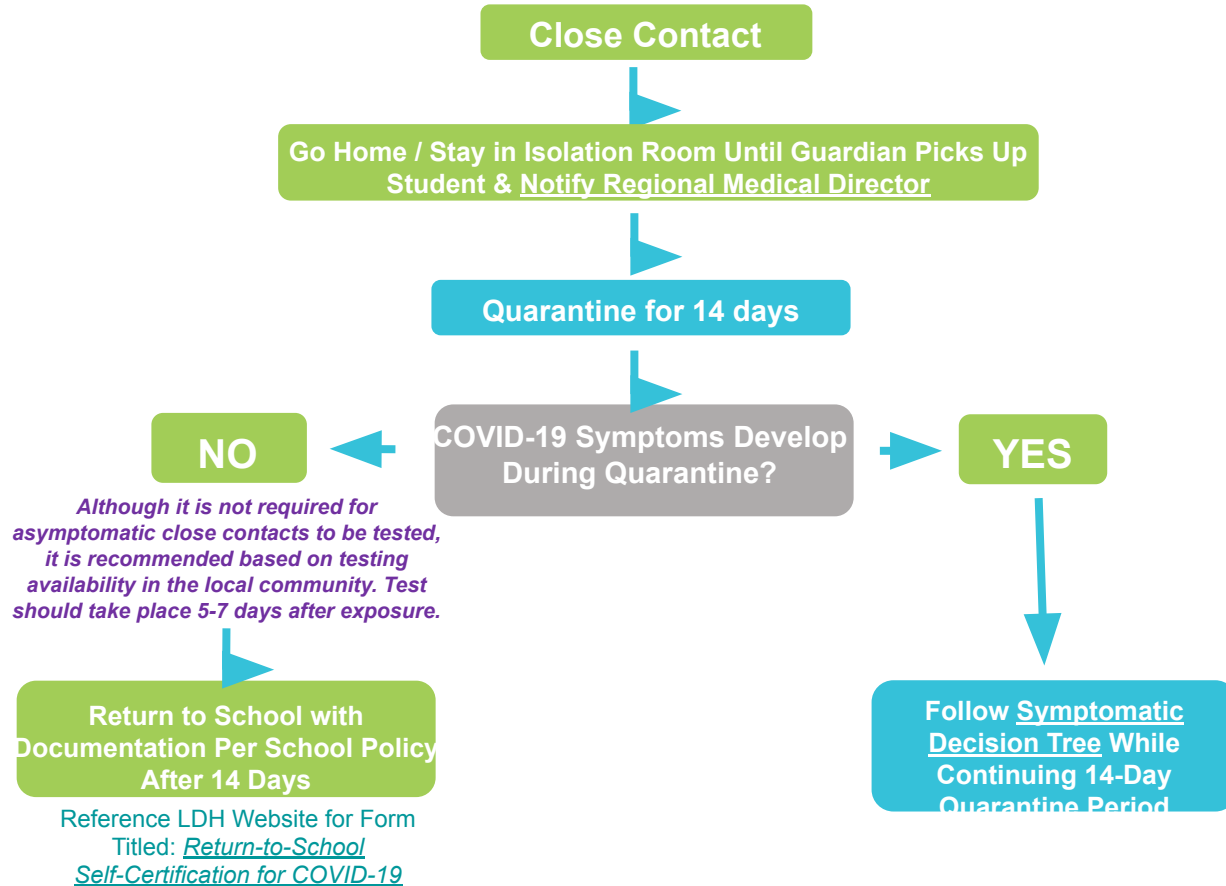 Close Contact
Go Home / Stay in Isolation Room Until Guardian Picks Up
Student & Notify Regional Medical Director
Quarantine for 14 days
COVID-19 Symptoms Develop
During Quarantine?
NO
YES
Although it is not required for
asymptomatic close contacts to be tested,
it is recommended based on testing
availability in the local community. Test
should take place 5-7 days after exposure.
Return to School with
Documentation Per School Policy
After 14 Days
Reference LDH Website for Form
Titled: Return-to-School
Self-Certification for COVID-19
Follow Symptomatic
Decision Tree While
Continuing 14-Day
Quarantine Period